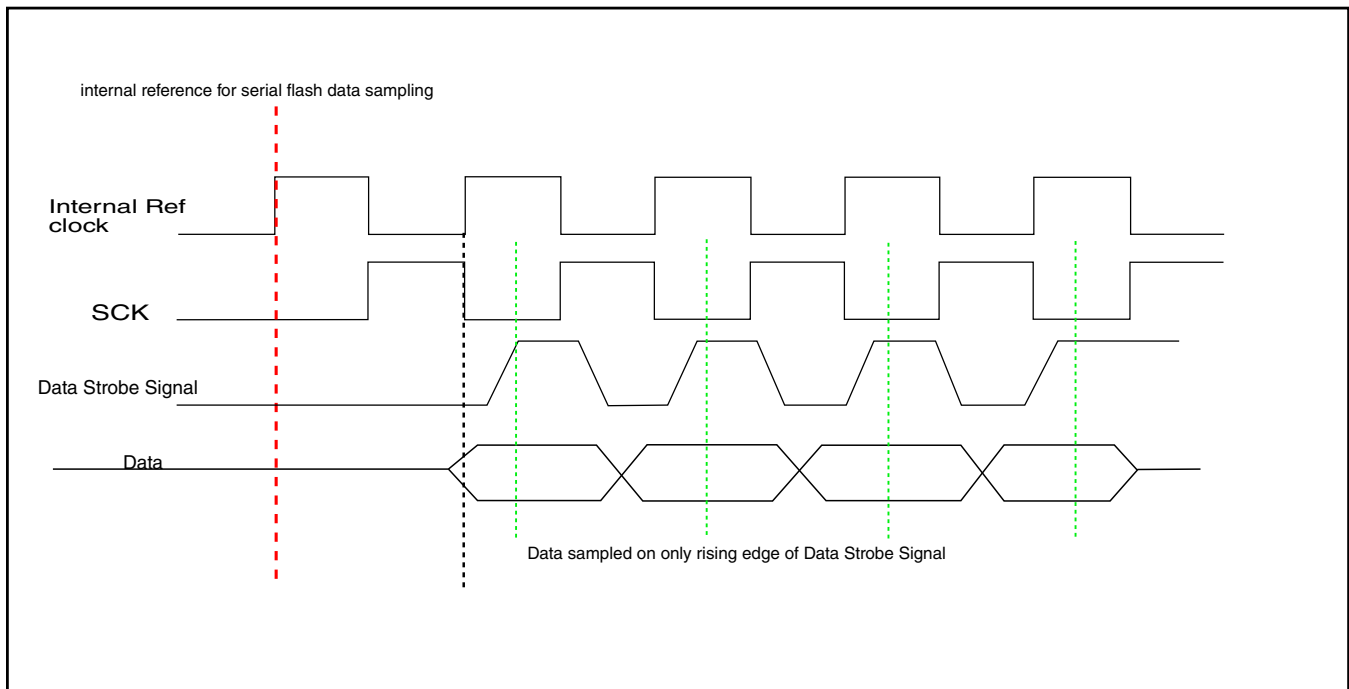 internal reference for serial flash data sampling
Internal Ref
clock
SCK
Data Strobe Signal
Data
Data sampled on only rising edge of Data Strobe Signal